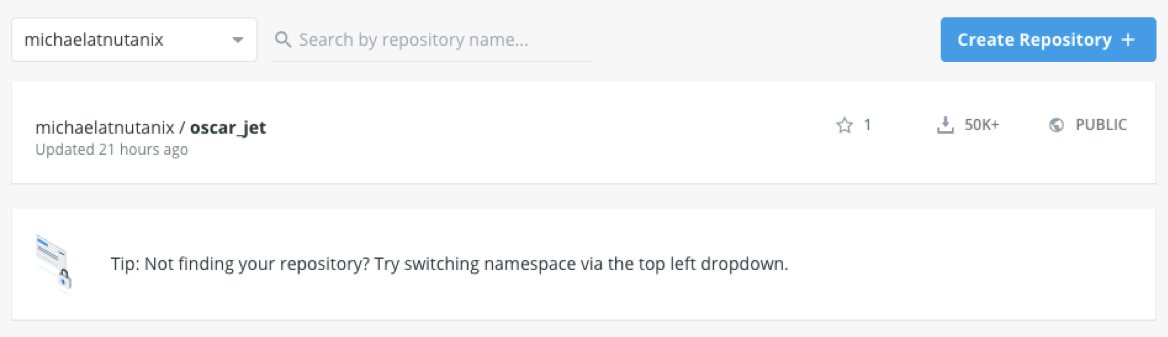 michaelatnutanix
Search by repository name...
Create Repository +
michaelatnutanix / oscar_jet
1
50K+
PUBLIC
Updated 21 hours ago
Tip: Not finding your repository? Try switching namespace via the top left dropdown.